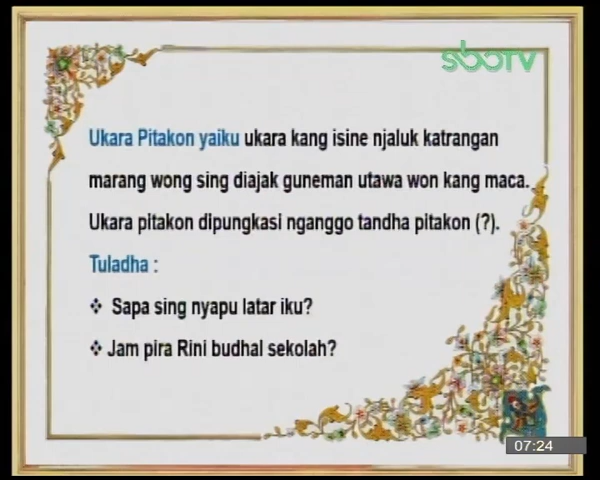 sboTV
Ukara Pitakon yaiku ukara kang isine njaluk katrangan
marang wong sing diajak guneman utawa won kang maca.
Ukara pitakon dipungkasi nganggo tandha pitakon (?).
Tuladha :
❖ Sapa sing nyapu latar iku?
❖ Jam pira Rini budhal sekolah?
07:24